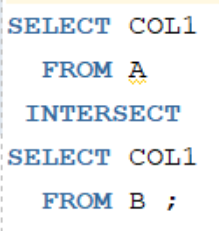 SELECT COL1
FROM A
INTERSECT
SELECT COL1
FROM B ;